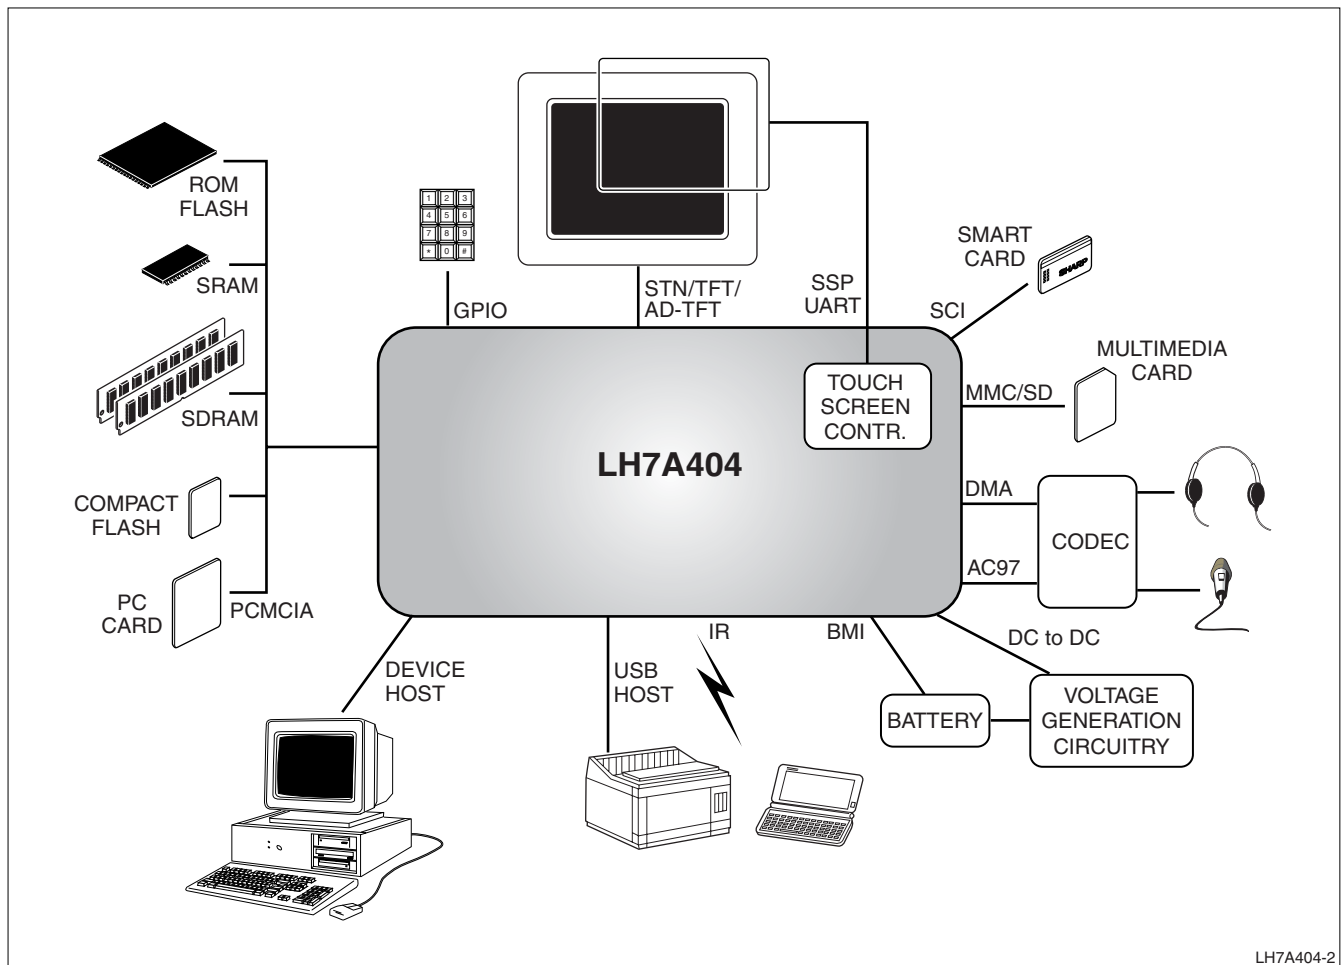 ROM
FLASH
SRAM
SDRAM
COMPACT
FLASH
PC
CARD
PCMCIA
1 2 3
4 5 6
7 8 9
* 0 #
GPIO
STN/TFT/
AD-TFT
SSP
UART
SCI
SMART
CARD
SHARP
TOUCH
SCREEN
CONTR.
MMC/SD
MULTIMEDIA
CARD
LH7A404
DMA
CODEC
AC97
DEVICE
HOST
USB
HOST
IR
BMI
DC to DC
BATTERY
VOLTAGE
GENERATION
CIRCUITRY
LH7A404-2